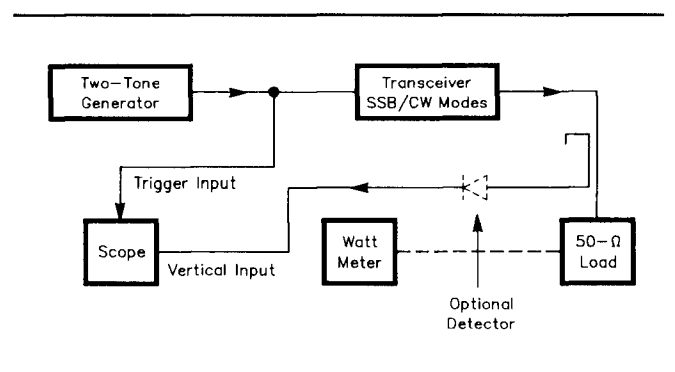 Two-Tone
Generator
Transceiver
SSB/CW Modes
Trigger Input
Scope
Vertical Input
Watt
Meter
50-Ω
Load
Optional
Detector